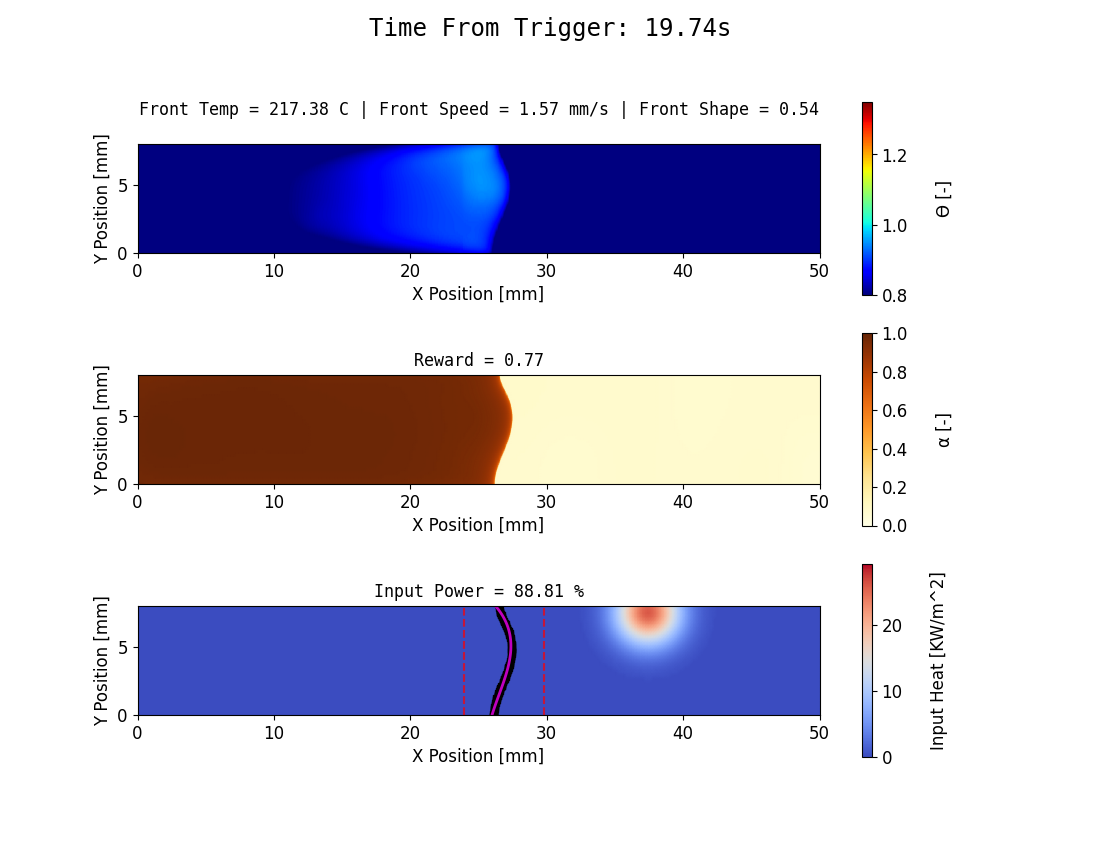 Time From Trigger: 19.74s
Front Temp = 217.38 C | Front Speed = 1.57 mm/s | Front Shape = 0.54
Y Position [mm]
5
0
0 10 20 30 40 50
X Position [mm]
1.2
1.0
0.8
Θ [-]
Reward = 0.77
Y Position [mm]
5
0
0 10 20 30 40 50
X Position [mm]
1.0
0.8
0.6
0.4
0.2
0.0
α [-]
Input Power = 88.81 %
Y Position [mm]
5
0
0 10 20 30 40 50
X Position [mm]
20
10
0
Input Heat [KW/m^2]